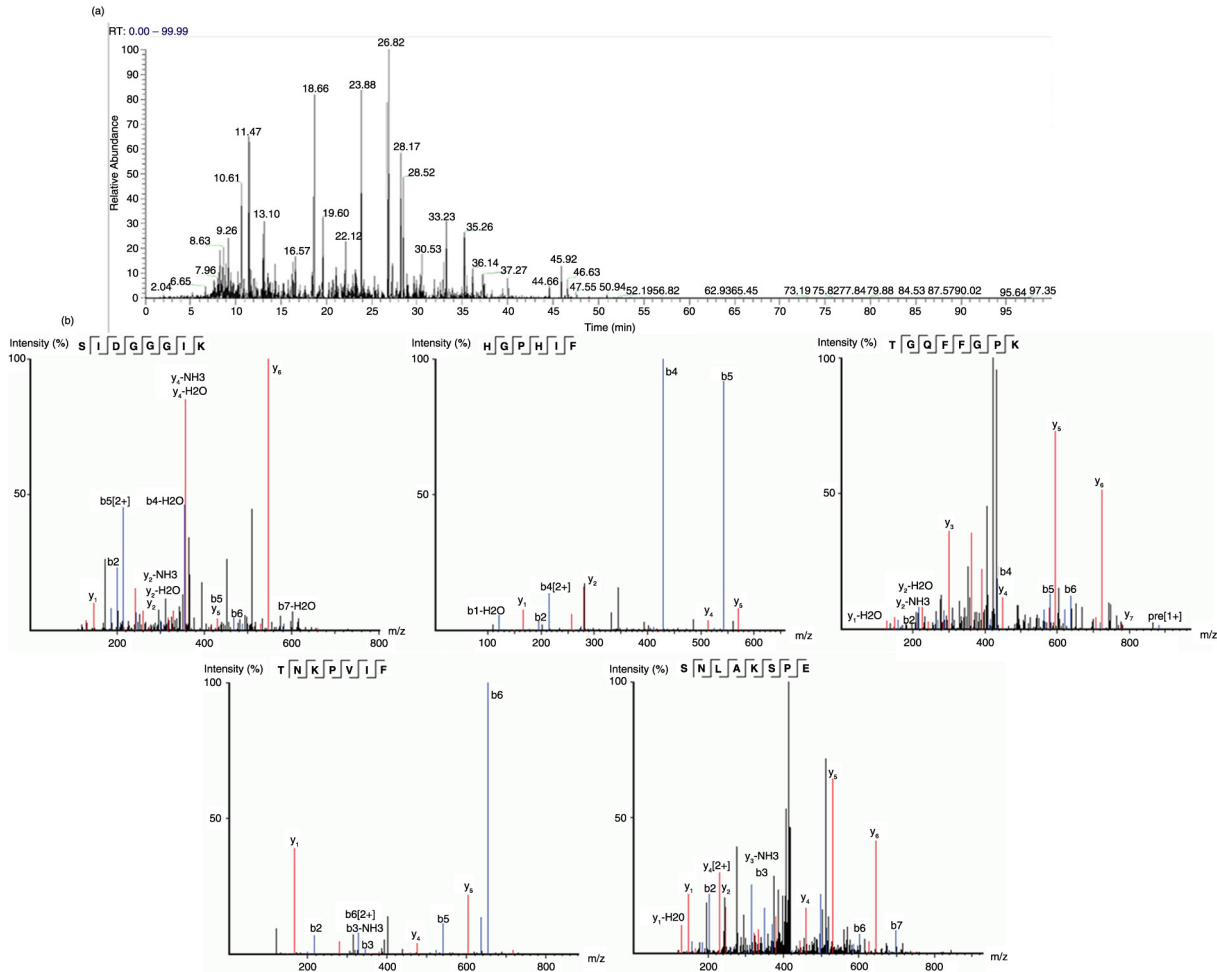 (a)
RT: 0.00 – 99.99
Relative Abundance
100
90
80
70
60
50
40
30
20
10
0
2.04
6.65
7.96
8.63
9.26
10.61
11.47
13.10
16.57
18.66
19.60
22.12
23.88
26.82
28.17
28.52
30.53
33.23
35.26
36.14
37.27
44.66
45.92
46.63
47.55
50.94
52.19
56.82
62.93
65.45
73.19
75.82
77.84
79.88
84.53
87.57
90.02
95.64
97.35
0 5 10 15 20 25 30 35 40 45 50 55 60 65 70 75 80 85 90 95
Time (min)
(b)
Intensity (%) S I D G G G I K
100
50
y6
y4-NH3
y4-H2O
b5[2+]
b4-H2O
b2
y2-NH3
y2-H2O
y1
y2
b5
y5
b6
b7-H2O
200 400 600 800
m/z
Intensity (%) H G P H I F
100
50
b4
b5
b4[2+]
y2
b1-H2O
y1
b2
y4
y5
100 200 300 400 500 600
m/z
Intensity (%) T G Q F F G P K
100
50
y5
y6
y3
b4
y2-H2O
y4
b5
b6
y2-NH3
y1-H2O
b2
y7
pre[1+]
200 400 600 800
m/z
Intensity (%) T N K P V I F
100
50
b6
y1
y5
b6[2+]
b2
b3-NH3
b3
y4
b5
200 400 600 800
m/z
Intensity (%) S N L A K S P E
100
50
y5
y6
y3-NH3
y4[2+]
b3
y1
b2
y2
y4
y1-H20
b6
b7
200 400 600 800
m/z